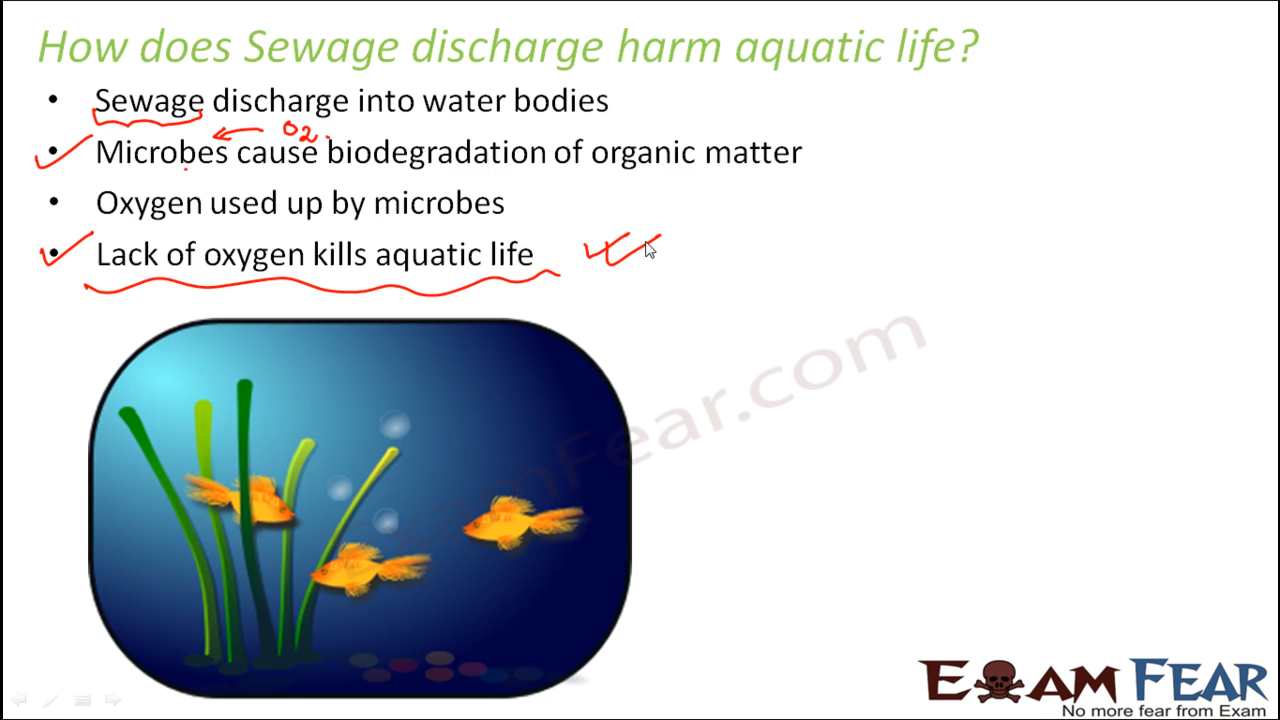 How does Sewage discharge harm aquatic life?
• Sewage discharge into water bodies
O2
• Microbes cause biodegradation of organic matter
• Oxygen used up by microbes
• Lack of oxygen kills aquatic life
ExamFear.com
EXAM FEAR
No more fear from Exam